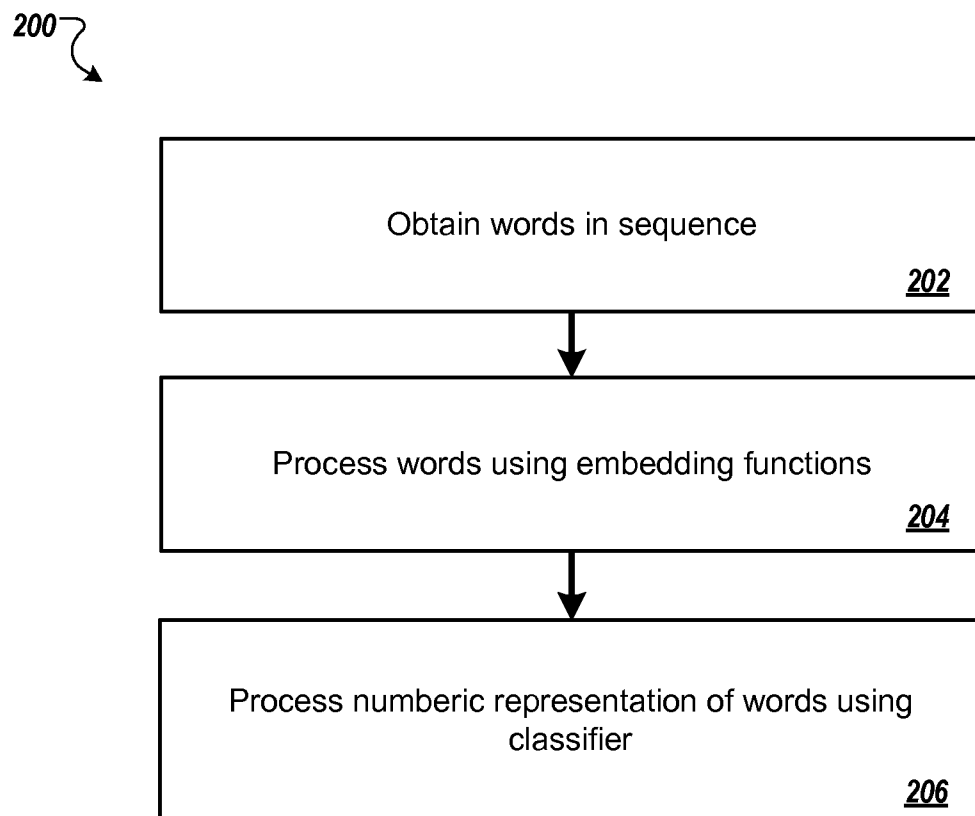 200
Obtain words in sequence
202
Process words using embedding functions
204
Process numberic representation of words using
classifier
206